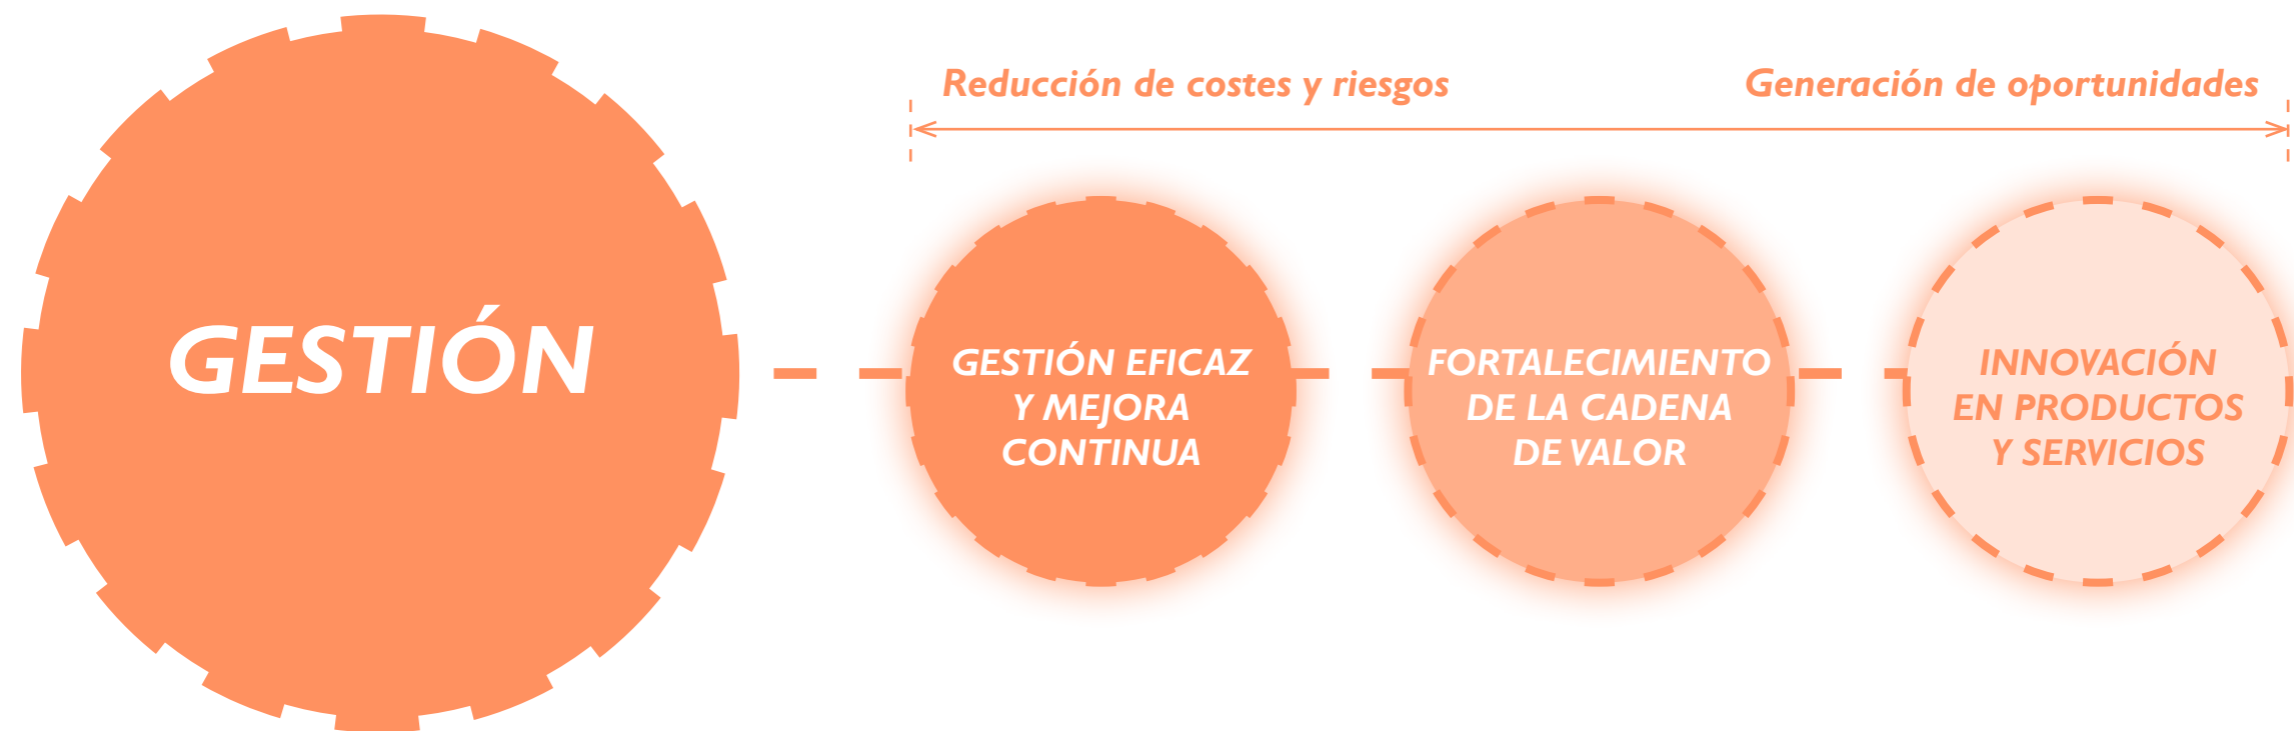 GESTIÓN
Reducción de costes y riesgos
Generación de oportunidades
GESTIÓN EFICAZ
Y MEJORA
CONTINUA
FORTALECIMIENTO
DE LA CADENA
DE VALOR
INNOVACIÓN
EN PRODUCTOS
Y SERVICIOS